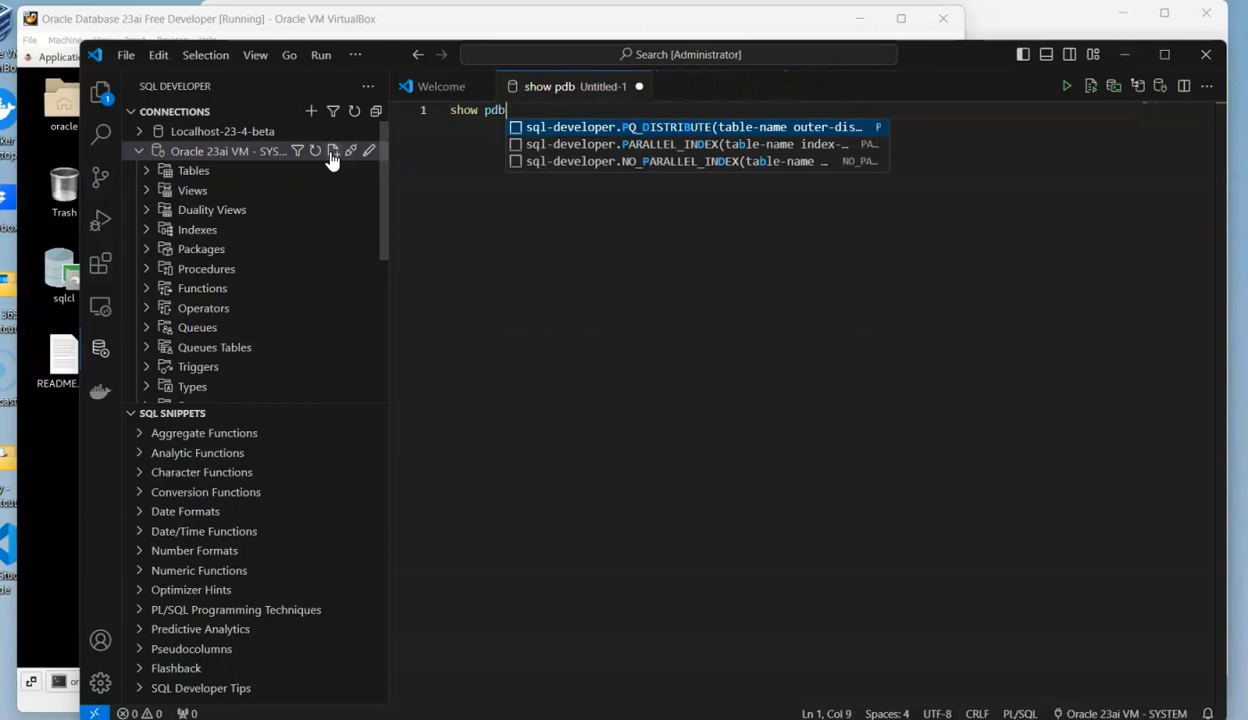 Oracle Database 23ai Free Developer [Running] - Oracle VM VirtualBox
File Machine
Applicati
oracle
Trash
sqlcl
README.
File Edit Selection View Go Run ···
Search [Administrator]
SQL DEVELOPER
Welcome
show pdb Untitled-1
CONNECTIONS
1 show pdb
Localhost-23-4-beta
sql-developer.PQ_DISTRIBUTE(table-name outer-dis… P
Oracle 23ai VM - SYS...
sql-developer.PARALLEL_INDEX(table-name index-… PA…
sql-developer.NO_PARALLEL_INDEX(table-name … NO_PA…
Tables
Views
Duality Views
Indexes
Packages
Procedures
Functions
Operators
Queues
Queues Tables
Triggers
Types
SQL SNIPPETS
Aggregate Functions
Analytic Functions
Character Functions
Conversion Functions
Date Formats
Date/Time Functions
Number Formats
Numeric Functions
Optimizer Hints
PL/SQL Programming Techniques
Predictive Analytics
Pseudocolumns
Flashback
SQL Developer Tips
0 0 0
Ln 1, Col 9 Spaces: 4 UTF-8 CRLF PL/SQL Oracle 23ai VM - SYSTEM